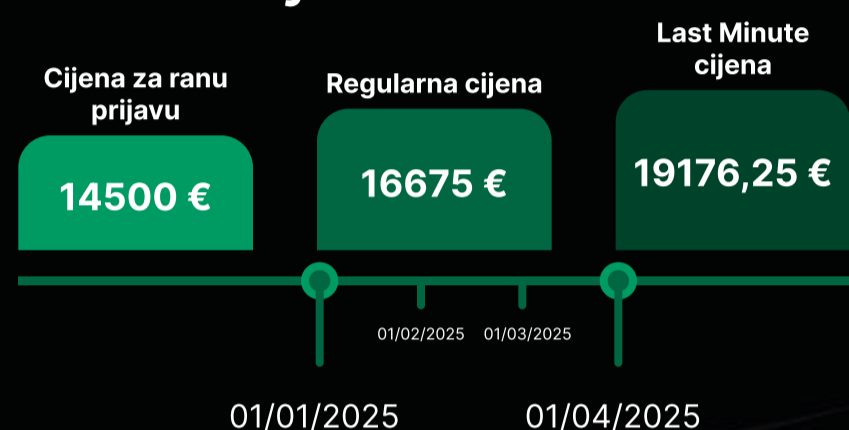 Cijena za ranu
prijavu
14500 €
Regularna cijena
16675 €
Last Minute
cijena
19176,25 €
01/02/2025
01/03/2025
01/01/2025
01/04/2025